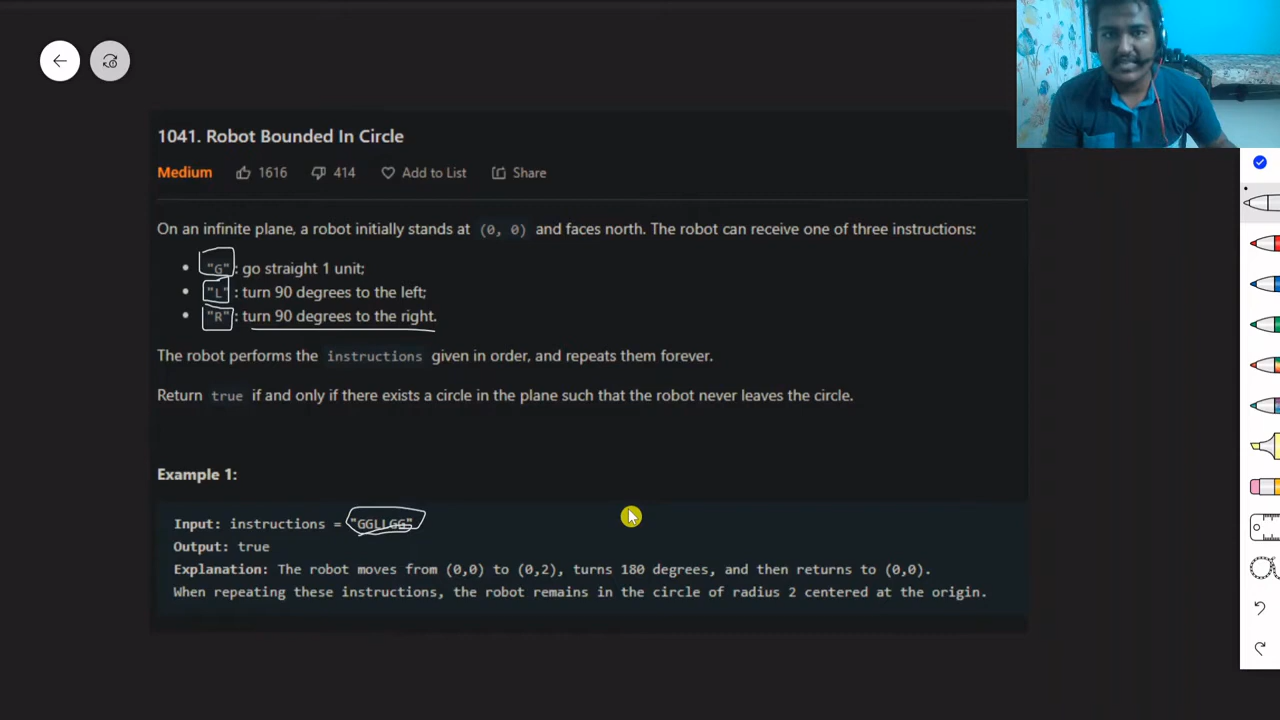 1041. Robot Bounded In Circle
Medium 1616 414 Add to List Share
On an infinite plane, a robot initially stands at (0, 0) and faces north. The robot can receive one of three instructions:
• "G": go straight 1 unit;
• "L" : turn 90 degrees to the left;
• "R": turn 90 degrees to the right.
The robot performs the instructions given in order, and repeats them forever.
Return true if and only if there exists a circle in the plane such that the robot never leaves the circle.
Example 1:
Input: instructions = "GGLLGG"
Output: true
Explanation: The robot moves from (0,0) to (0,2), turns 180 degrees, and then returns to (0,0).
When repeating these instructions, the robot remains in the circle of radius 2 centered at the origin.